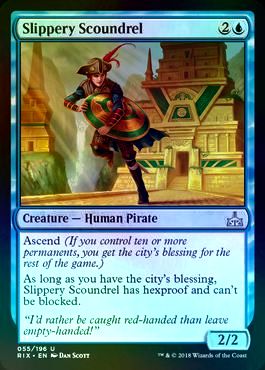 Slippery Scoundrel 2
Creature — Human Pirate
Ascend (If you control ten or more
permanents, you get the city's blessing for
the rest of the game.)
As long as you have the city's blessing,
Slippery Scoundrel has hexproof and can't
be blocked.
"I'd rather be caught red-handed than leave
empty-handed!"
2/2
055/196 U
RIX • EN DAN SCOTT
™ & © 2018 Wizards of the Coast